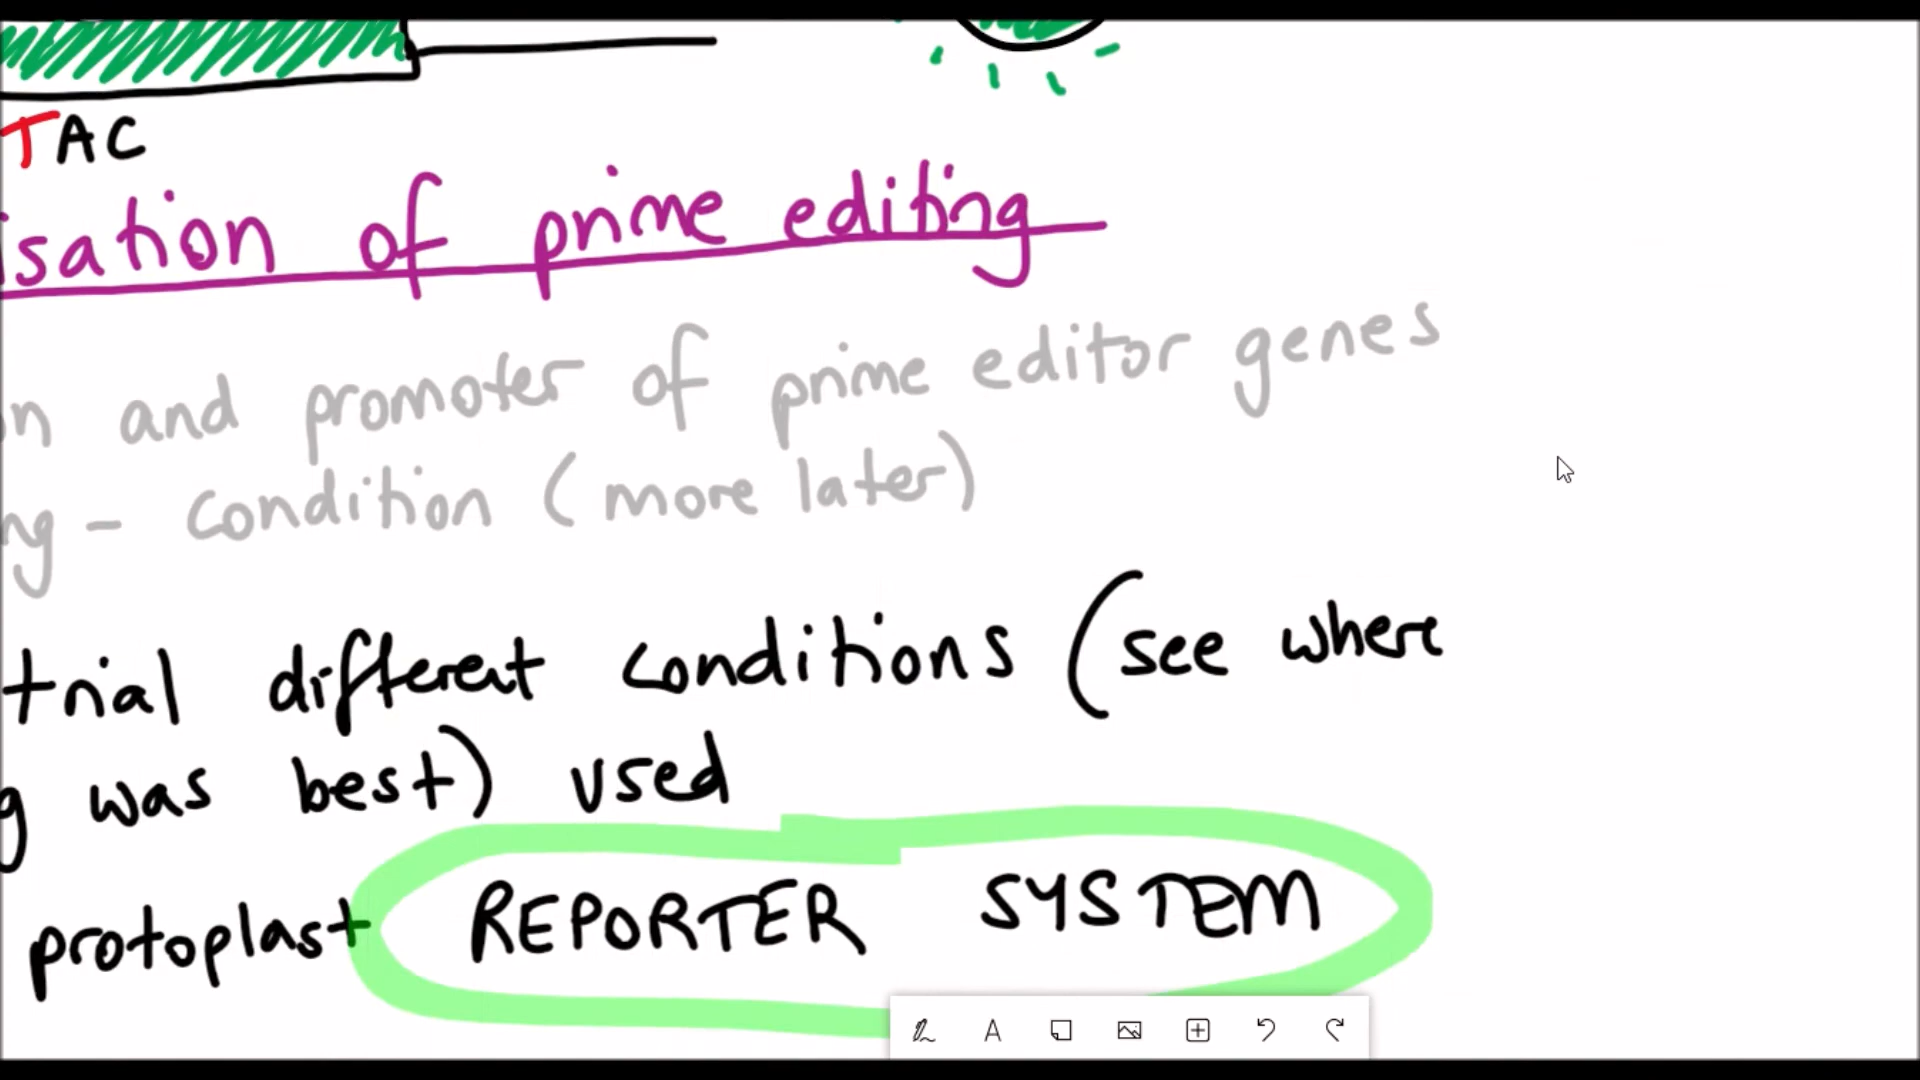 TAC
isation of prime editing
on and promoter of prime editor genes
ng - condition (more later)
trial different conditions (see where
g was best) used
protoplast REPORTER SYSTEM
A